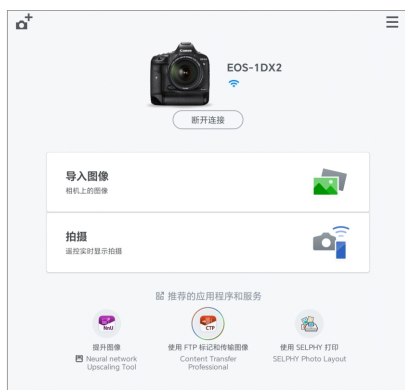 EOS-1DX2
断开连接
导入图像
相机上的图像
拍摄
遥控实时显示拍摄
推荐的应用程序和服务
NnU
CTP
提升图像
使用 FTP 标记和传输图像
使用 SELPHY 打印
Neural network
Upscaling Tool
Content Transfer
Professional
SELPHY Photo Layout